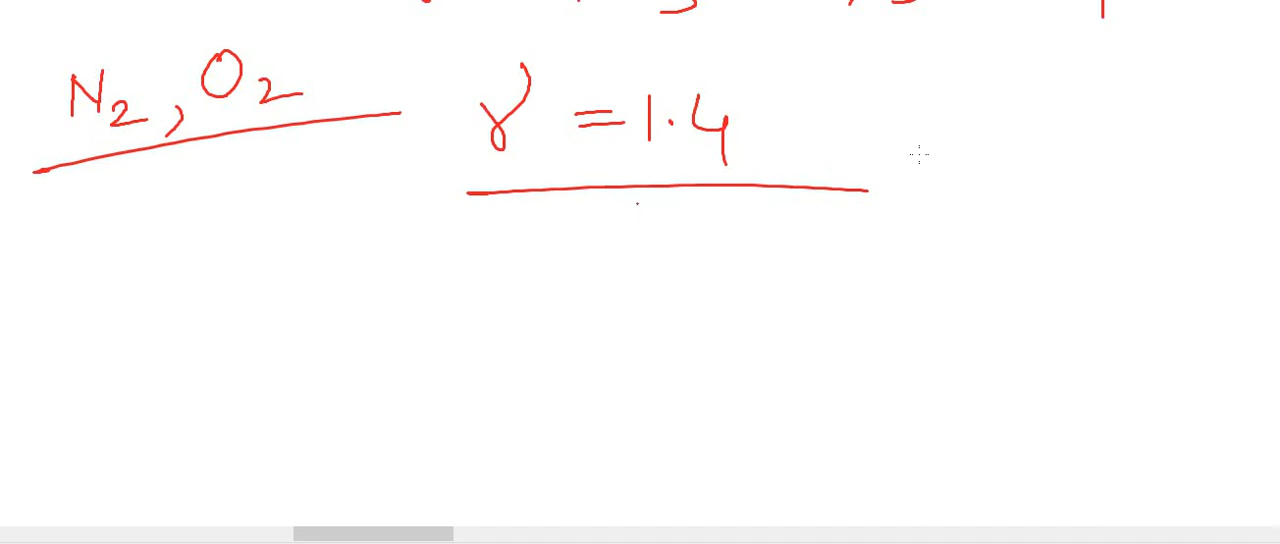 N₂, O₂ γ = 1.4